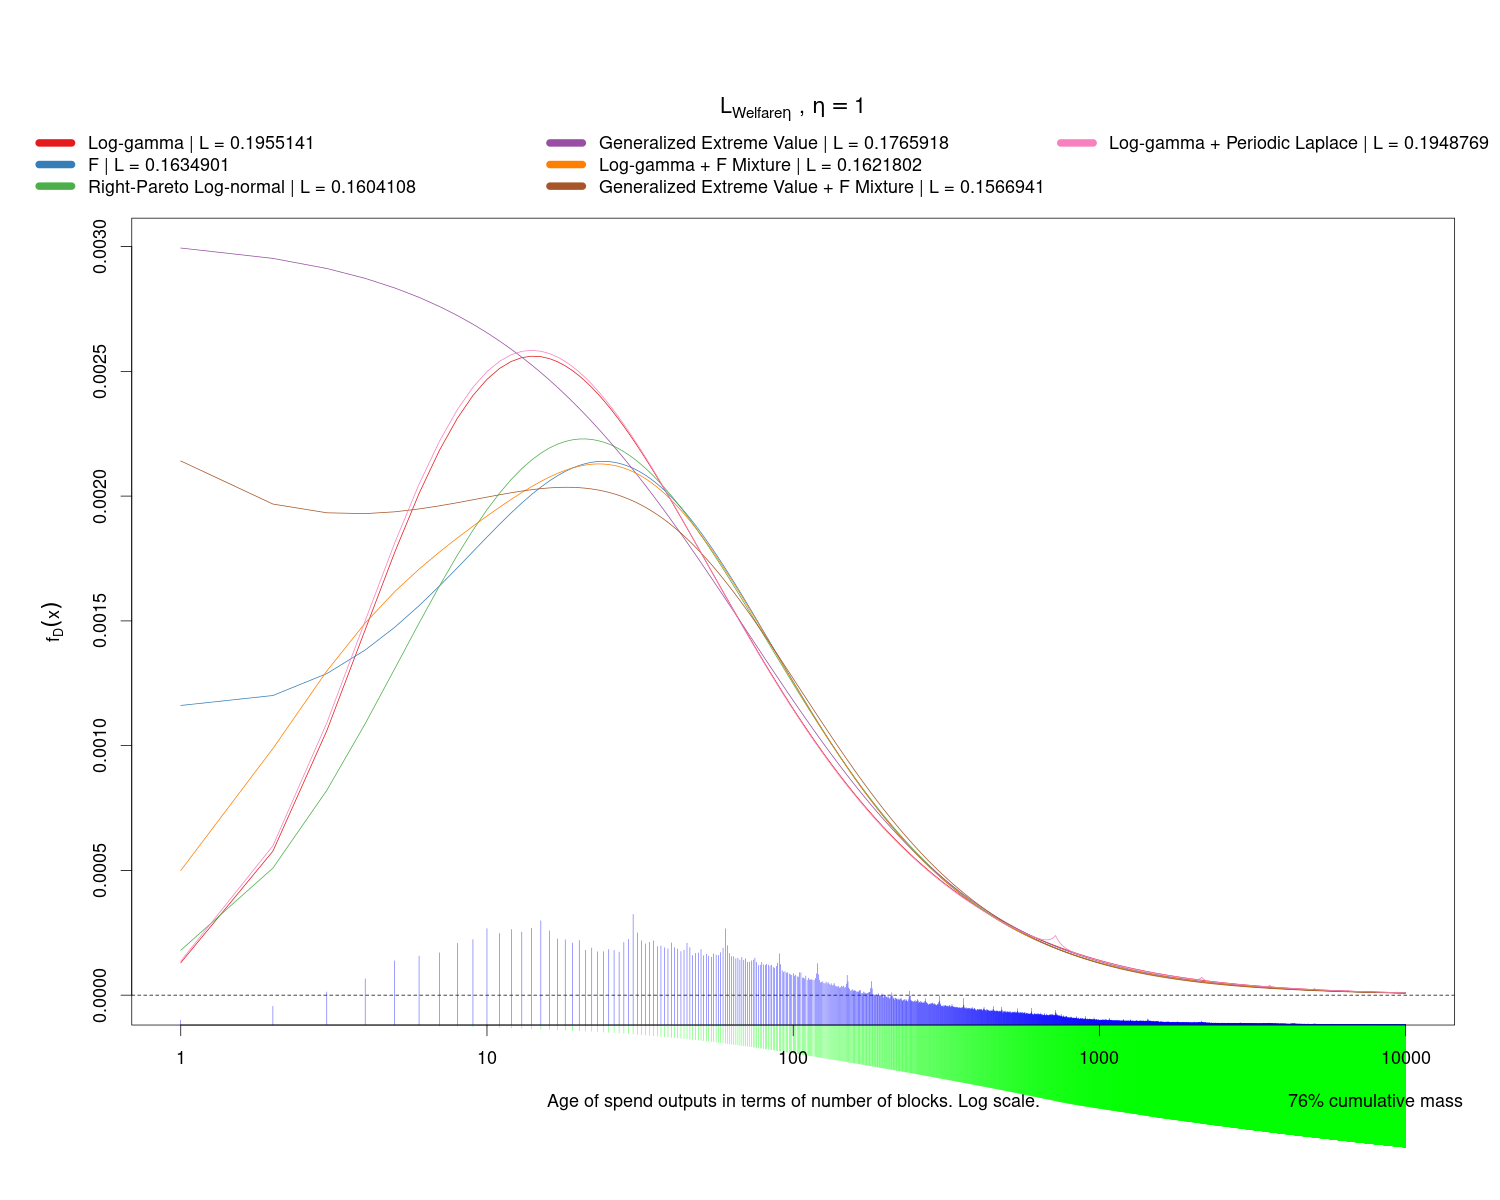 L_Welfareη , η = 1
Log-gamma | L = 0.1955141
F | L = 0.1634901
Right-Pareto Log-normal | L = 0.1604108
Generalized Extreme Value | L = 0.1765918
Log-gamma + F Mixture | L = 0.1621802
Generalized Extreme Value + F Mixture | L = 0.1566941
Log-gamma + Periodic Laplace | L = 0.1948769
0.0030
0.0025
0.0020
0.0015
0.0010
0.0005
0.0000
f_D(x)
1 10 100 1000 10000
Age of spend outputs in terms of number of blocks. Log scale.
76% cumulative mass